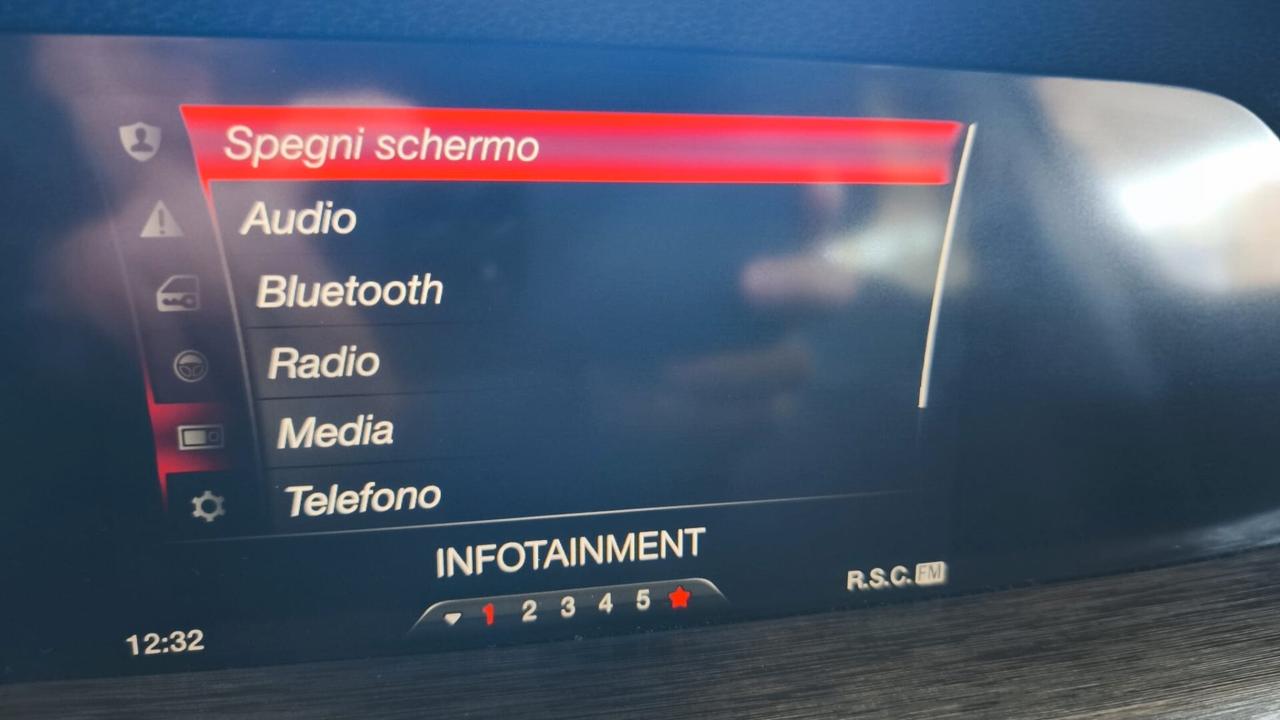 Spegni schermo
Audio
Bluetooth
Radio
Media
Telefono
INFOTAINMENT
R.S.C. FM
1 2 3 4 5
12:32